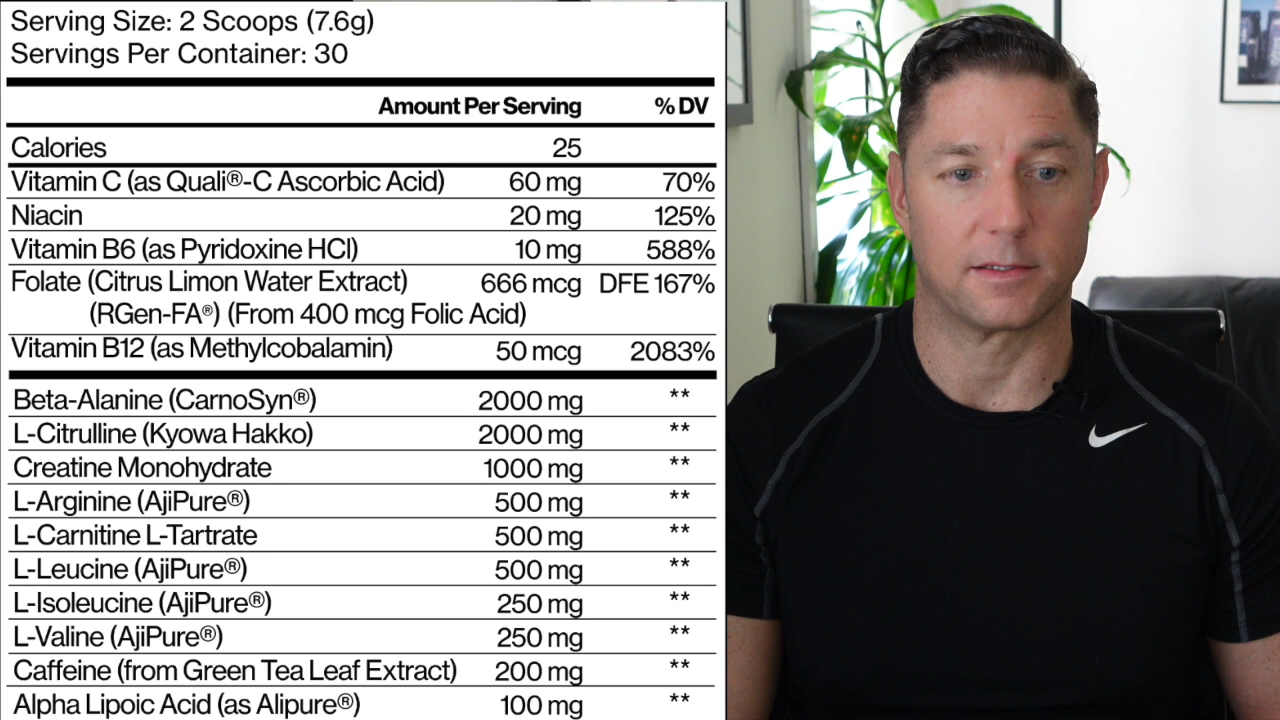 Serving Size: 2 Scoops (7.6g)
Servings Per Container: 30
Amount Per Serving % DV
Calories 25
Vitamin C (as Quali®-C Ascorbic Acid) 60 mg 70%
Niacin 20 mg 125%
Vitamin B6 (as Pyridoxine HCl) 10 mg 588%
Folate (Citrus Limon Water Extract) 666 mcg DFE 167%
(RGen-FA®) (From 400 mcg Folic Acid)
Vitamin B12 (as Methylcobalamin) 50 mcg 2083%
Beta-Alanine (CarnoSyn®) 2000 mg **
L-Citrulline (Kyowa Hakko) 2000 mg **
Creatine Monohydrate 1000 mg **
L-Arginine (AjiPure®) 500 mg **
L-Carnitine L-Tartrate 500 mg **
L-Leucine (AjiPure®) 500 mg **
L-Isoleucine (AjiPure®) 250 mg **
L-Valine (AjiPure®) 250 mg **
Caffeine (from Green Tea Leaf Extract) 200 mg **
Alpha Lipoic Acid (as Alipure®) 100 mg **